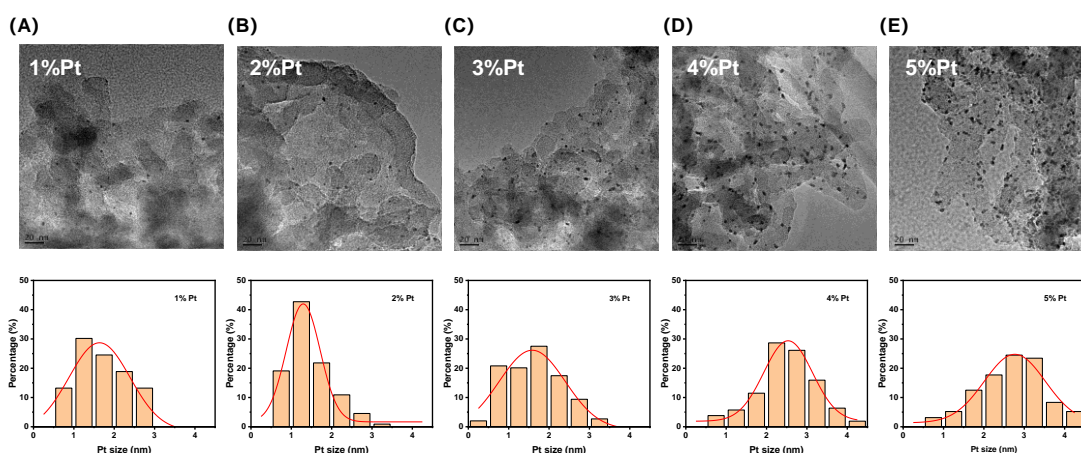 (A) (B) (C) (D) (E)
1%Pt 2%Pt 3%Pt 4%Pt 5%Pt
20 nm 20 nm 20 nm 20 nm 20 nm
50
40
30
20
10
0
Percentage (%)
1% Pt
0 1 2 3 4
Pt size (nm)
50
40
30
20
10
0
Percentage (%)
2% Pt
0 1 2 3 4
Pt size (nm)
50
40
30
20
10
0
Percentage (%)
3% Pt
0 1 2 3 4
Pt size (nm)
50
40
30
20
10
0
Percentage (%)
4% Pt
0 1 2 3 4
Pt size (nm)
50
40
30
20
10
0
Percentage (%)
5% Pt
0 1 2 3 4
Pt size (nm)